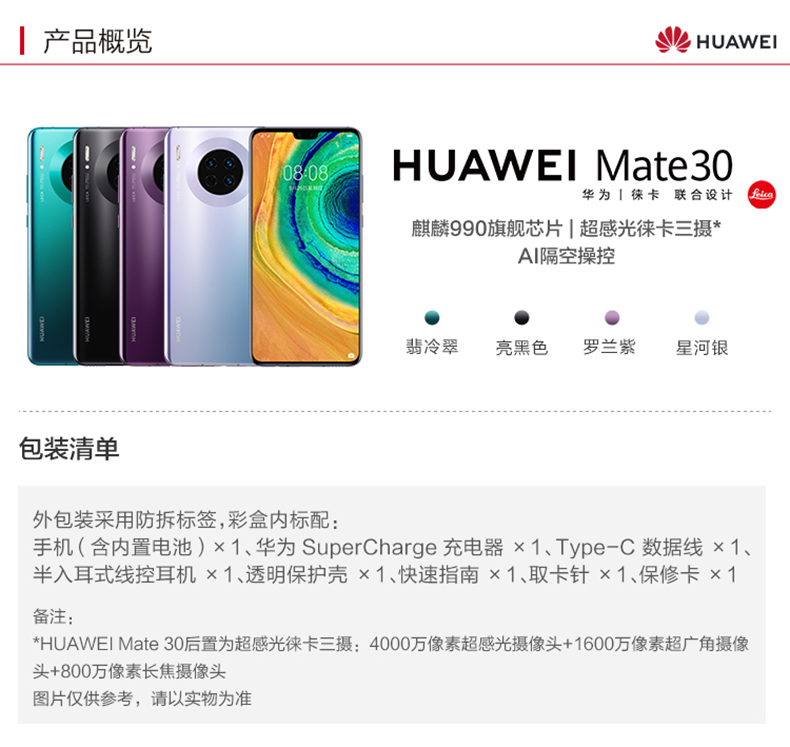 产品概览
HUAWEI
08:08
HUAWEI Mate30
华为 | 徕卡 联合设计
Leica
麒麟990旗舰芯片 | 超感光徕卡三摄*
AI隔空操控
翡冷翠 亮黑色 罗兰紫 星河银
HUAWEI HUAWEI HUAWEI HUAWEI
包装清单
外包装采用防拆标签,彩盒内标配:
手机(含内置电池)×1、华为 SuperCharge 充电器 ×1、Type-C 数据线 ×1、
半入耳式线控耳机 ×1、透明保护壳 ×1、快速指南 ×1、取卡针 ×1、保修卡 ×1
备注:
*HUAWEI Mate 30后置为超感光徕卡三摄:4000万像素超感光摄像头+1600万像素超广角摄像
头+800万像素长焦摄像头
图片仅供参考,请以实物为准